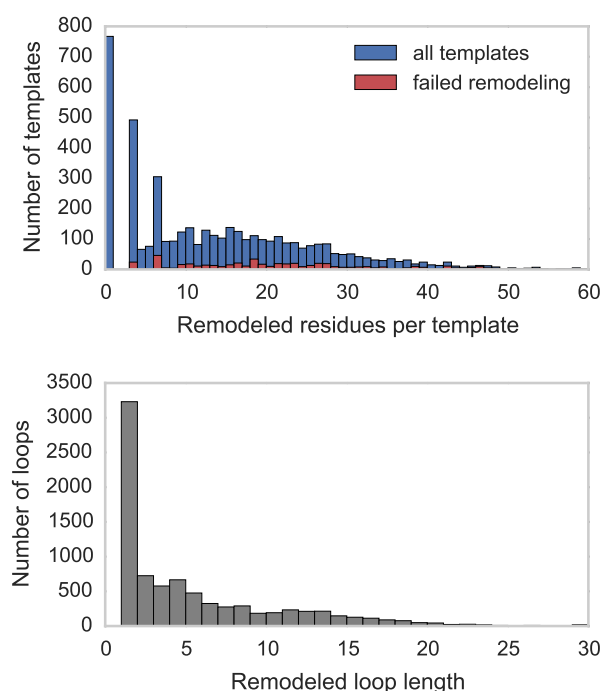 800
700
600
500
400
300
200
100
0
Number of templates
all templates
failed remodeling
0 10 20 30 40 50 60
Remodeled residues per template
3500
3000
2500
2000
1500
1000
500
0
Number of loops
0 5 10 15 20 25 30
Remodeled loop length